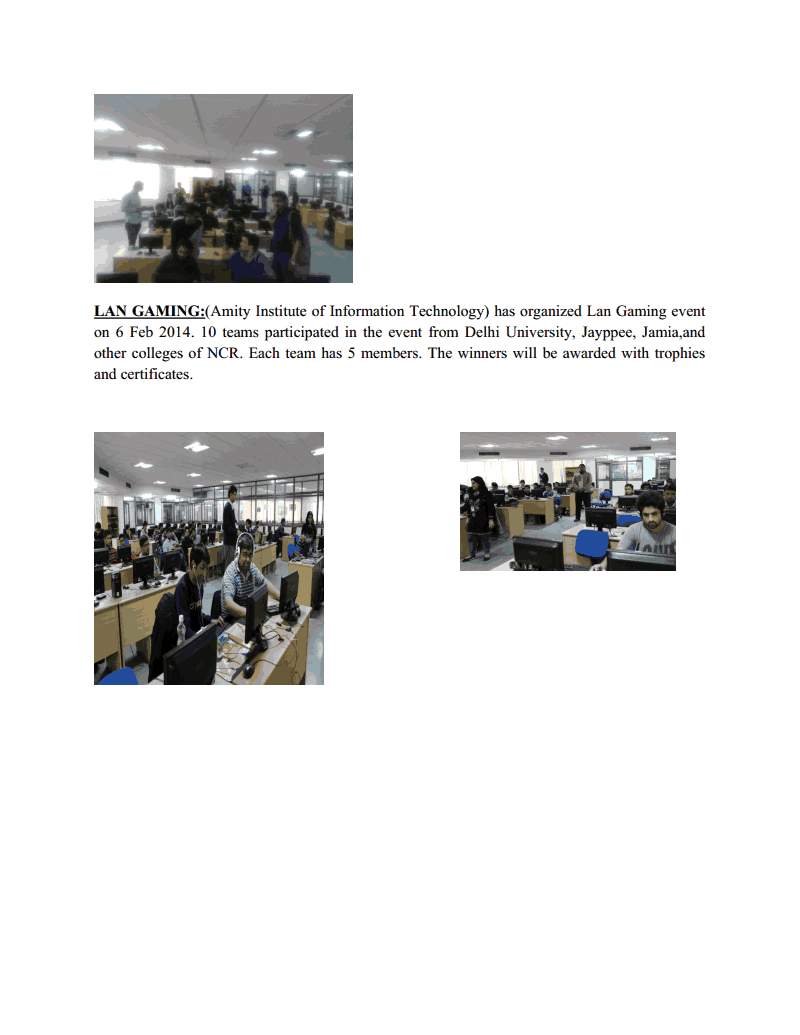 LAN GAMING:(Amity Institute of Information Technology) has organized Lan Gaming event
on 6 Feb 2014. 10 teams participated in the event from Delhi University, Jayppee, Jamia,and
other colleges of NCR. Each team has 5 members. The winners will be awarded with trophies
and certificates.